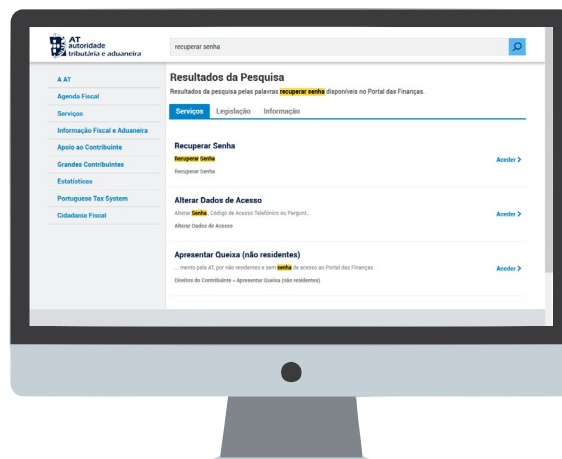 AT
autoridade
tributária e aduaneira
recuperar senha
A AT
Agenda Fiscal
Serviços
Informação Fiscal e Aduaneira
Apoio ao Contribuinte
Grandes Contribuintes
Estatísticas
Portuguese Tax System
Cidadania Fiscal
Resultados da Pesquisa
Resultados da pesquisa pelas palavras recuperar senha disponíveis no Portal das Finanças.
Serviços Legislação Informação
Recuperar Senha
Recuperar Senha
Recuperar Senha
Aceder
Alterar Dados de Acesso
Alterar Senha, Código de Acesso Telefónico ou Pergunt...
Alterar Dados de Acesso
Aceder
Apresentar Queixa (não residentes)
... mento pela AT, por não residentes e sem senha de acesso ao Portal das Finanças
Direitos do Contribuinte » Apresentar Queixa (não residentes)
Aceder